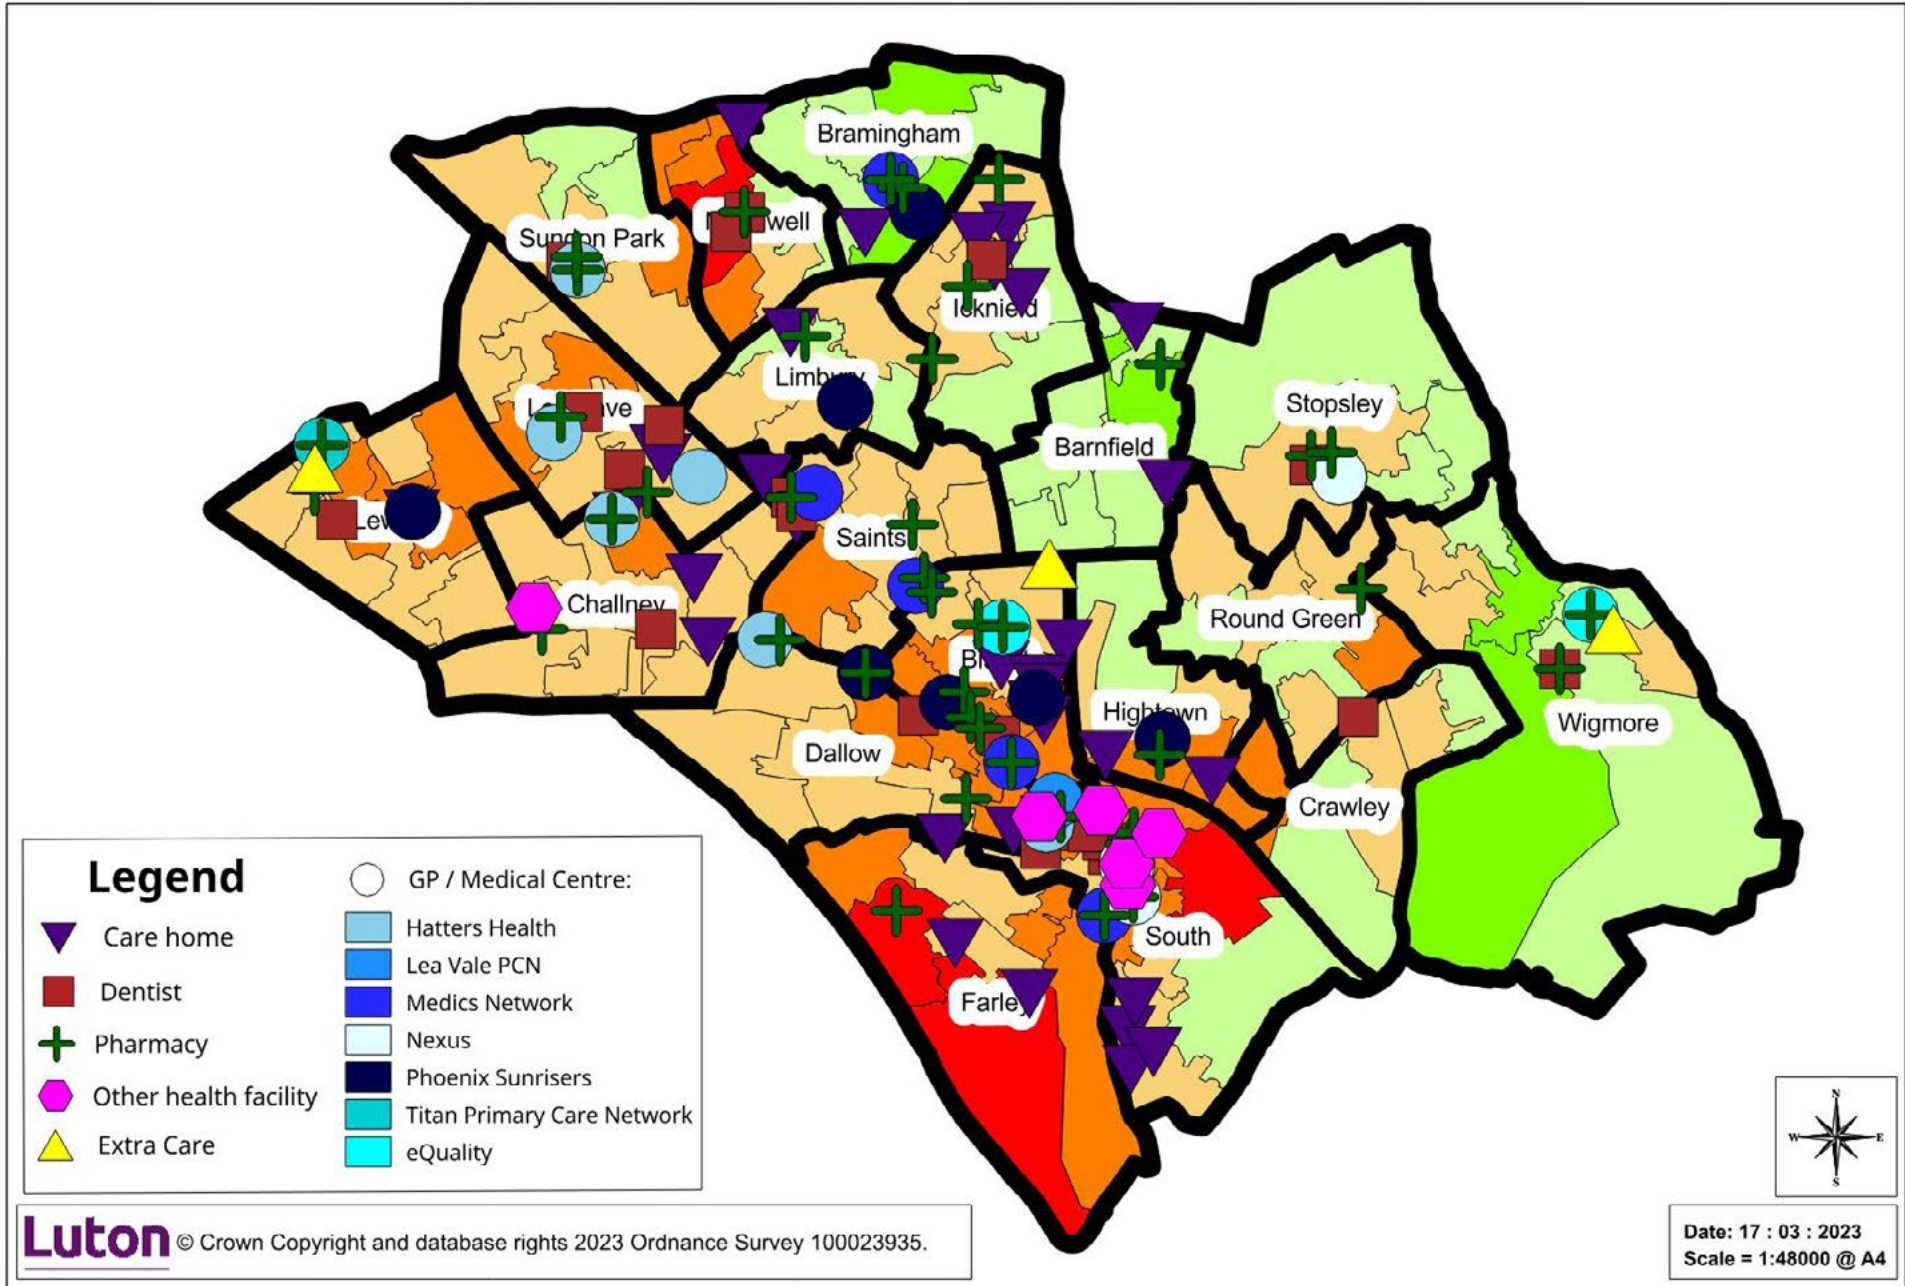 Bramingham
Sundon Park
well
Icknield
Limbury
Stopsley
Barnfield
Saints
Challney
Round Green
Hightown
Wigmore
Dallow
Crawley
South
Farley
Legend
Care home
Dentist
Pharmacy
Other health facility
Extra Care
GP / Medical Centre:
Hatters Health
Lea Vale PCN
Medics Network
Nexus
Phoenix Sunrisers
Titan Primary Care Network
eQuality
N
W
E
S
Luton © Crown Copyright and database rights 2023 Ordnance Survey 100023935.
Date: 17 : 03 : 2023
Scale = 1:48000 @ A4